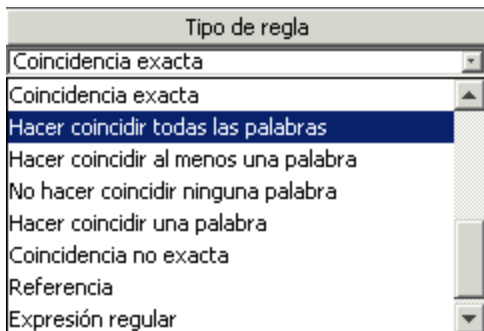 Tipo de regla
Coincidencia exacta
Coincidencia exacta
Hacer coincidir todas las palabras
Hacer coincidir al menos una palabra
No hacer coincidir ninguna palabra
Hacer coincidir una palabra
Coincidencia no exacta
Referencia
Expresión regular